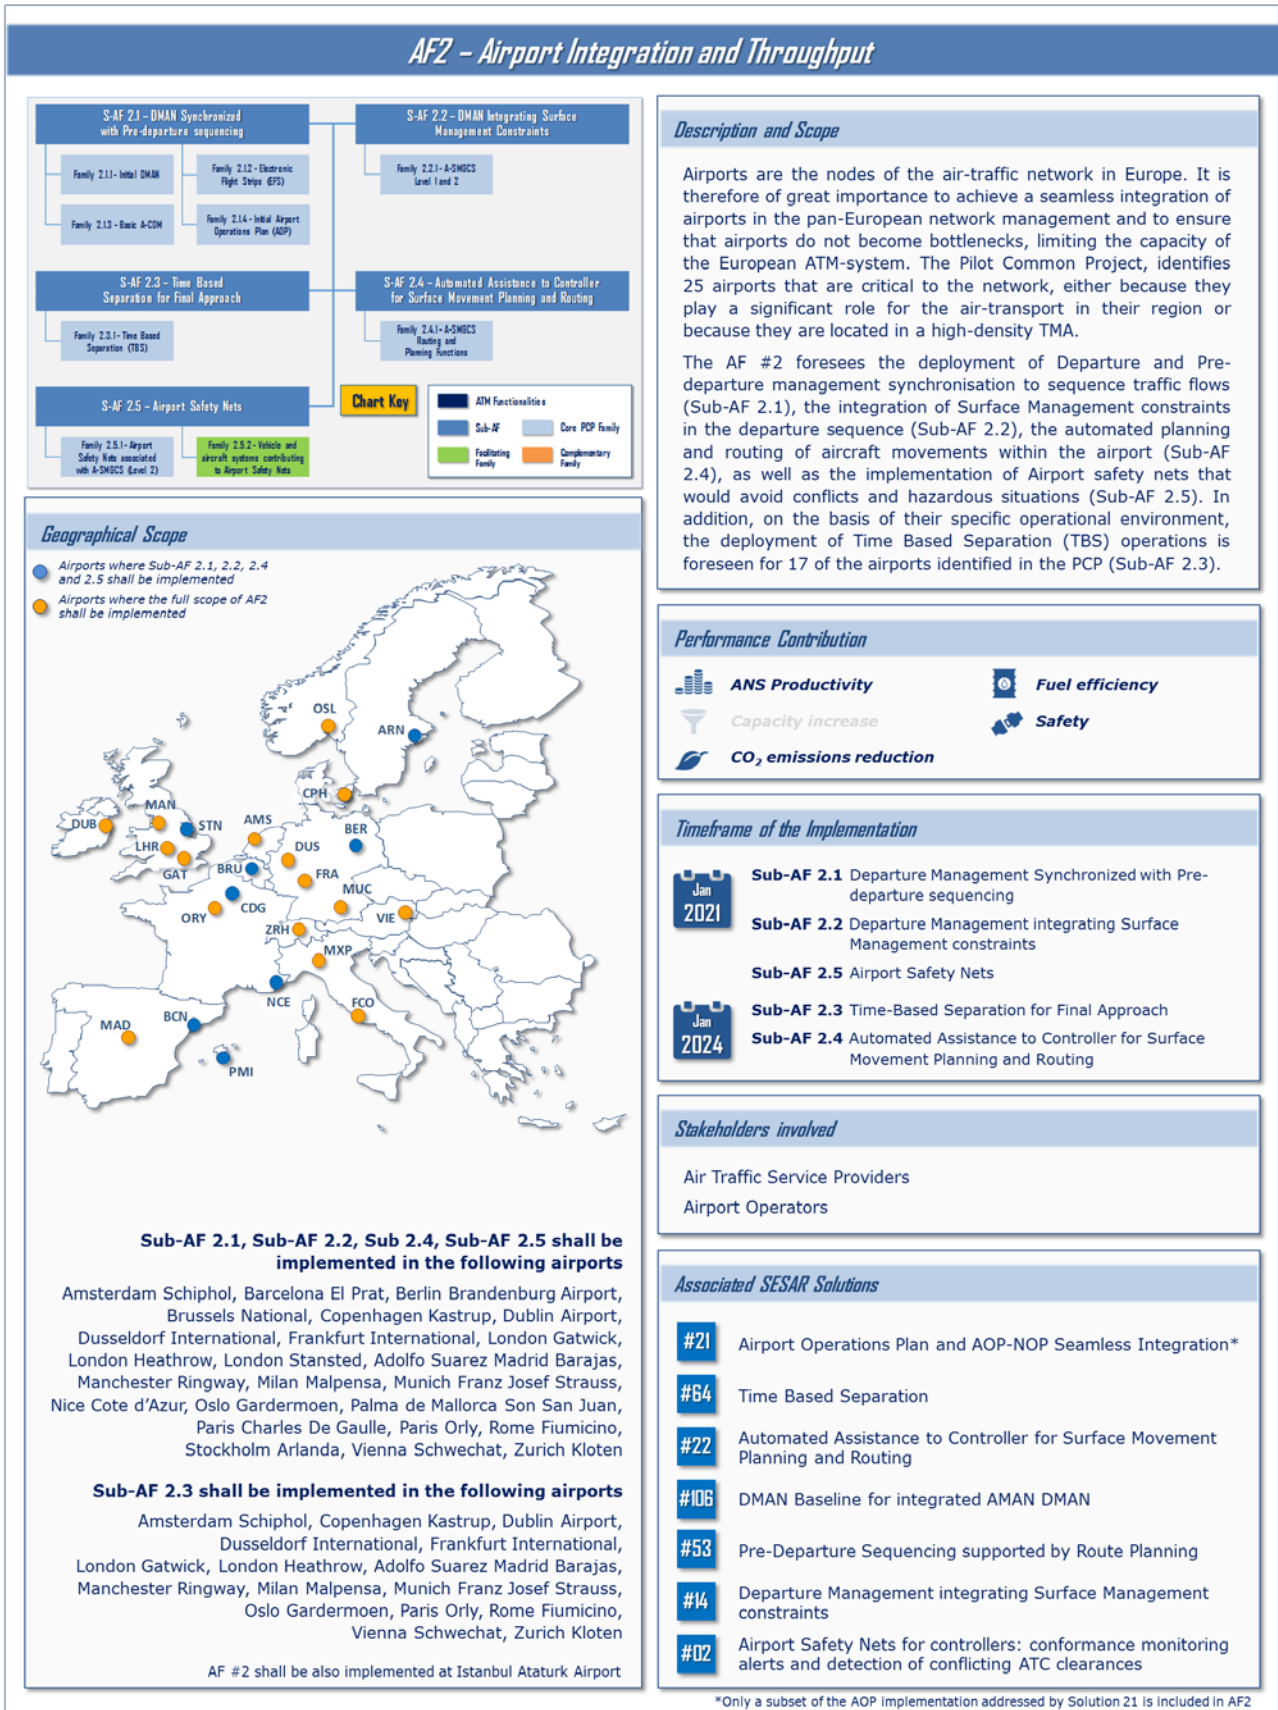 AF2 – Airport Integration and Throughput
S-AF 2.1 – DMAN Synchronized
with Pre-departure sequencing
S-AF 2.2 – DMAN Integrating Surface
Management Constraints
Family 2.1.1 - Initial DMAN
Family 2.1.2 - Electronic
Flight Strips (EFS)
Family 2.2.1 - A-SMGCS
Level 1 and 2
Family 2.1.3 - Basic A-CDM
Family 2.1.4 - Initial Airport
Operations Plan (AOP)
S-AF 2.3 – Time Based
Separation for Final Approach
S-AF 2.4 – Automated Assistance to Controller
for Surface Movement Planning and Routing
Family 2.3.1 - Time Based
Separation (TBS)
Family 2.4.1 - A-SMGCS
Routing and
Planning Functions
S-AF 2.5 – Airport Safety Nets
Family 2.5.1 - Airport
Safety Nets associated
with A-SMGCS (Level 2)
Family 2.5.2 - Vehicle and
aircraft systems contributing
to Airport Safety Nets
Chart Key
ATM Functionalities
Sub-AF
Core PCP Family
Facilitating
Family
Complementary
Family
Geographical Scope
Airports where Sub-AF 2.1, 2.2, 2.4
and 2.5 shall be implemented
Airports where the full scope of AF2
shall be implemented
OSL
ARN
CPH
MAN
DUB
STN
AMS
BER
LHR
DUS
GAT
BRU
FRA
MUC
CDG
ORY
VIE
ZRH
MXP
NCE
FCO
BCN
MAD
PMI
Sub-AF 2.1, Sub-AF 2.2, Sub 2.4, Sub-AF 2.5 shall be
implemented in the following airports
Amsterdam Schiphol, Barcelona El Prat, Berlin Brandenburg Airport,
Brussels National, Copenhagen Kastrup, Dublin Airport,
Dusseldorf International, Frankfurt International, London Gatwick,
London Heathrow, London Stansted, Adolfo Suarez Madrid Barajas,
Manchester Ringway, Milan Malpensa, Munich Franz Josef Strauss,
Nice Cote d'Azur, Oslo Gardermoen, Palma de Mallorca Son San Juan,
Paris Charles De Gaulle, Paris Orly, Rome Fiumicino,
Stockholm Arlanda, Vienna Schwechat, Zurich Kloten
Sub-AF 2.3 shall be implemented in the following airports
Amsterdam Schiphol, Copenhagen Kastrup, Dublin Airport,
Dusseldorf International, Frankfurt International,
London Gatwick, London Heathrow, Adolfo Suarez Madrid Barajas,
Manchester Ringway, Milan Malpensa, Munich Franz Josef Strauss,
Oslo Gardermoen, Paris Orly, Rome Fiumicino,
Vienna Schwechat, Zurich Kloten
AF #2 shall be also implemented at Istanbul Ataturk Airport
Description and Scope
Airports are the nodes of the air-traffic network in Europe. It is
therefore of great importance to achieve a seamless integration of
airports in the pan-European network management and to ensure
that airports do not become bottlenecks, limiting the capacity of
the European ATM-system. The Pilot Common Project, identifies
25 airports that are critical to the network, either because they
play a significant role for the air-transport in their region or
because they are located in a high-density TMA.
The AF #2 foresees the deployment of Departure and Pre-
departure management synchronisation to sequence traffic flows
(Sub-AF 2.1), the integration of Surface Management constraints
in the departure sequence (Sub-AF 2.2), the automated planning
and routing of aircraft movements within the airport (Sub-AF
2.4), as well as the implementation of Airport safety nets that
would avoid conflicts and hazardous situations (Sub-AF 2.5). In
addition, on the basis of their specific operational environment,
the deployment of Time Based Separation (TBS) operations is
foreseen for 17 of the airports identified in the PCP (Sub-AF 2.3).
Performance Contribution
ANS Productivity
Fuel efficiency
Capacity increase
Safety
CO₂ emissions reduction
Timeframe of the Implementation
Jan
2021
Sub-AF 2.1 Departure Management Synchronized with Pre-
departure sequencing
Sub-AF 2.2 Departure Management integrating Surface
Management constraints
Sub-AF 2.5 Airport Safety Nets
Jan
2024
Sub-AF 2.3 Time-Based Separation for Final Approach
Sub-AF 2.4 Automated Assistance to Controller for Surface
Movement Planning and Routing
Stakeholders involved
Air Traffic Service Providers
Airport Operators
Associated SESAR Solutions
#21 Airport Operations Plan and AOP-NOP Seamless Integration*
#64 Time Based Separation
#22 Automated Assistance to Controller for Surface Movement
Planning and Routing
#106 DMAN Baseline for integrated AMAN DMAN
#53 Pre-Departure Sequencing supported by Route Planning
#14 Departure Management integrating Surface Management
constraints
#02 Airport Safety Nets for controllers: conformance monitoring
alerts and detection of conflicting ATC clearances
*Only a subset of the AOP implementation addressed by Solution 21 is included in AF2